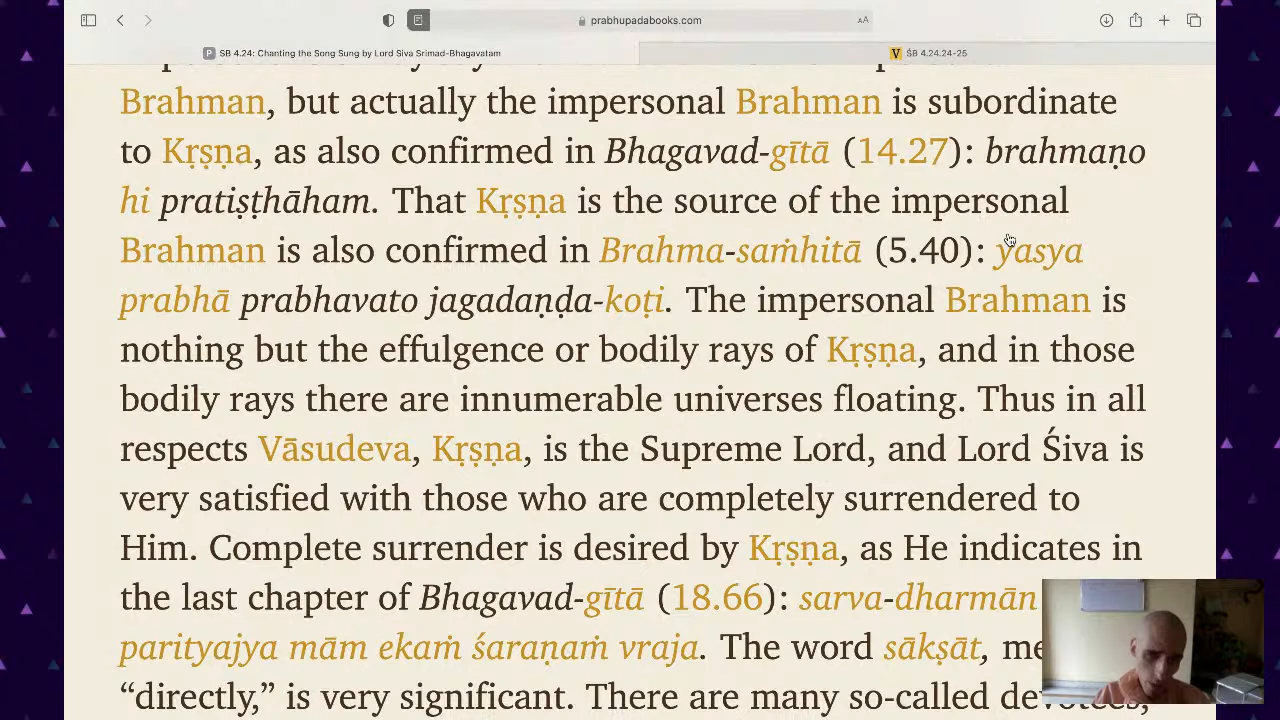 prabhupadabooks.com
SB 4.24: Chanting the Song Sung by Lord Siva Srimad-Bhagavatam
ŚB 4.24.24-25
Brahman, but actually the impersonal Brahman is subordinate
to Kṛṣṇa, as also confirmed in Bhagavad-gītā (14.27): brahmaṇo
hi pratiṣṭhāham. That Kṛṣṇa is the source of the impersonal
Brahman is also confirmed in Brahma-saṁhitā (5.40): yasya
prabhā prabhavato jagadaṇḍa-koṭi. The impersonal Brahman is
nothing but the effulgence or bodily rays of Kṛṣṇa, and in those
bodily rays there are innumerable universes floating. Thus in all
respects Vāsudeva, Kṛṣṇa, is the Supreme Lord, and Lord Śiva is
very satisfied with those who are completely surrendered to
Him. Complete surrender is desired by Kṛṣṇa, as He indicates in
the last chapter of Bhagavad-gītā (18.66): sarva-dharmān
parityajya mām ekaṁ śaraṇaṁ vraja. The word sākṣāt,
“directly,” is very significant. There are many so-called